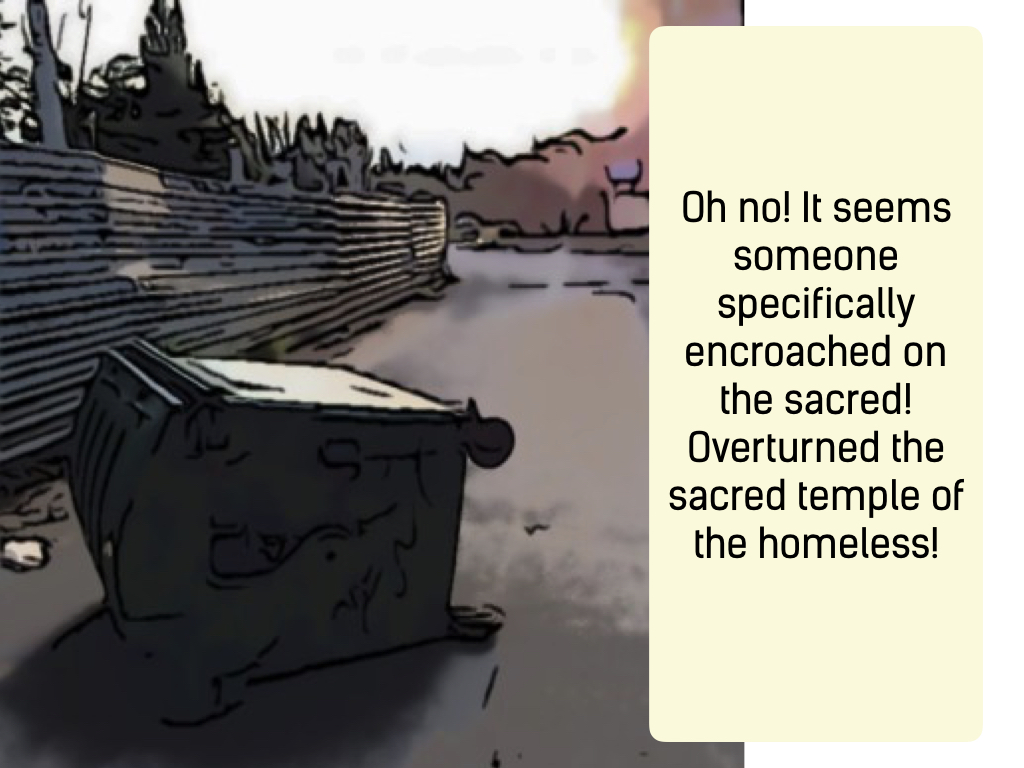 Oh no! It seems
someone
specifically
encroached on
the sacred!
Overturned the
sacred temple of
the homeless!